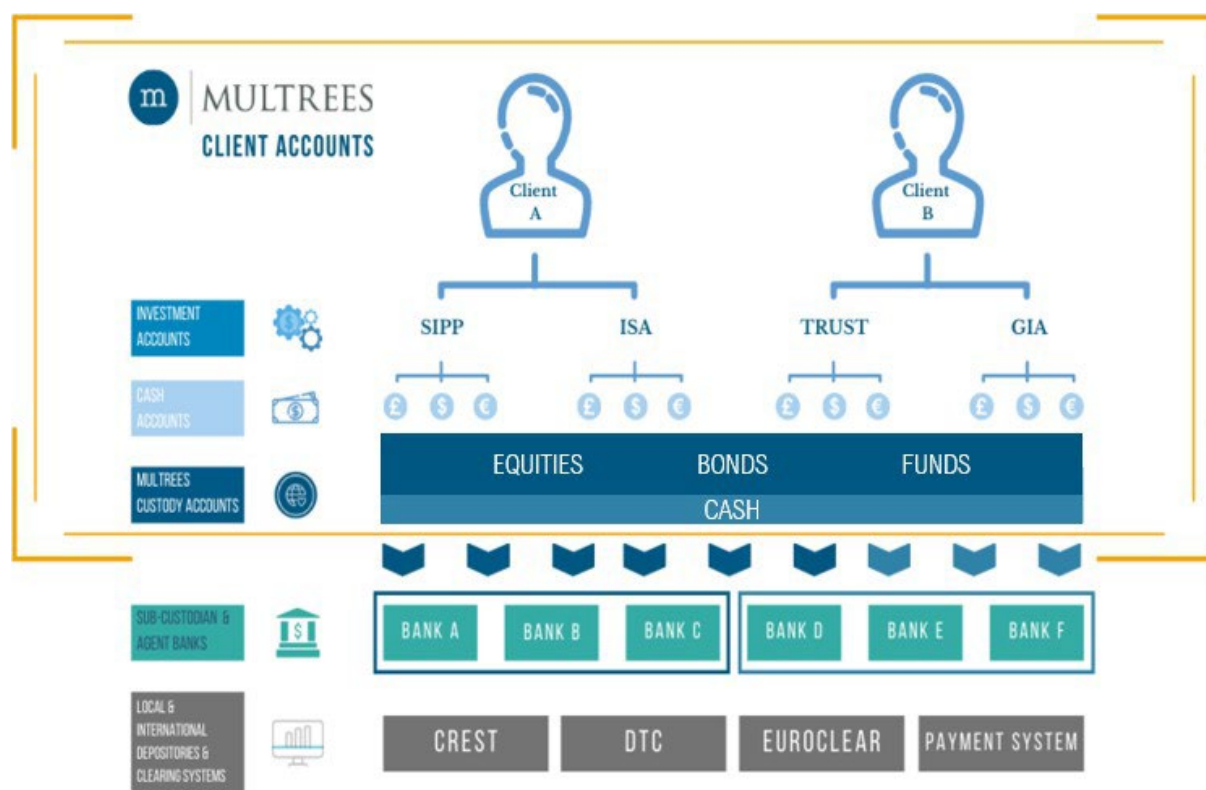 m
MULTREES
CLIENT ACCOUNTS
Client
A
Client
B
INVESTMENT
ACCOUNTS
SIPP
ISA
TRUST
GIA
CASH
ACCOUNTS
£ $ € £ $ € £ $ € £ $ €
MULTREES
CUSTODY ACCOUNTS
EQUITIES BONDS FUNDS
CASH
SUB-CUSTODIAN &
AGENT BANKS
BANK A BANK B BANK C BANK D BANK E BANK F
LOCAL &
INTERNATIONAL
DEPOSITORIES &
CLEARING SYSTEMS
CREST DTC EUROCLEAR PAYMENT SYSTEM